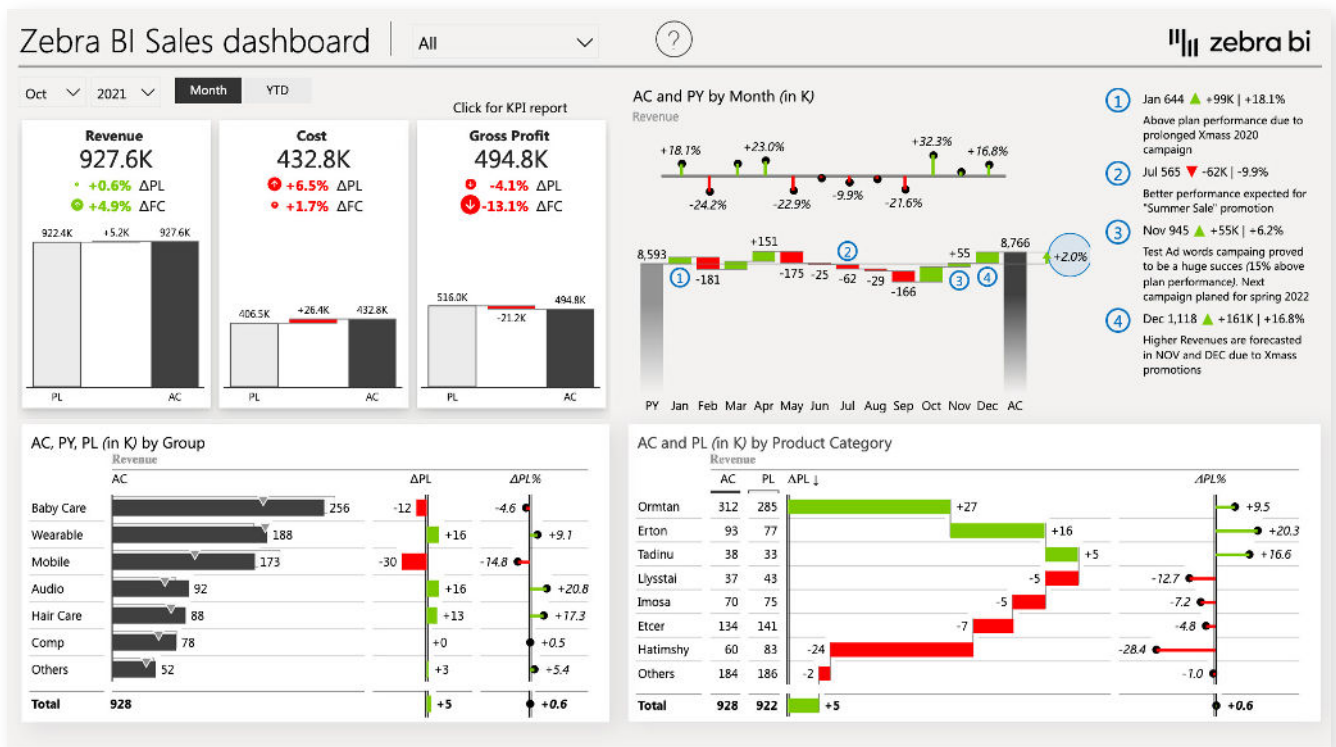 Zebra BI Sales dashboard
All
?
zebra bi
Oct
2021
Month
YTD
Click for KPI report
Revenue
927.6K
+0.6% ΔPL
+4.9% ΔFC
922.4K
+5.2K
927.6K
PL
AC
Cost
432.8K
+6.5% ΔPL
+1.7% ΔFC
406.5K
+26.4K
432.8K
PL
AC
Gross Profit
494.8K
-4.1% ΔPL
-13.1% ΔFC
516.0K
-21.2K
494.8K
PL
AC
AC and PY by Month (in K)
Revenue
+18.1%
-24.2%
+23.0%
-22.9%
-9.9%
-21.6%
+32.3%
+16.8%
8,593
1
-181
+151
-175
-25
2
-62
-29
-166
+55
3
4
8,766
+2.0%
PY Jan Feb Mar Apr May Jun Jul Aug Sep Oct Nov Dec AC
1 Jan 644 ▲ +99K | +18.1%
Above plan performance due to
prolonged Xmass 2020
campaign
2 Jul 565 ▼ -62K | -9.9%
Better performance expected for
"Summer Sale" promotion
3 Nov 945 ▲ +55K | +6.2%
Test Ad words campaing proved
to be a huge succes (15% above
plan performance). Next
campaign planed for spring 2022
4 Dec 1,118 ▲ +161K | +16.8%
Higher Revenues are forecasted
in NOV and DEC due to Xmass
promotions
AC, PY, PL (in K) by Group
Revenue
AC ΔPL ΔPL%
Baby Care 256 -12 -4.6
Wearable 188 +16 +9.1
Mobile 173 -30 -14.8
Audio 92 +16 +20.8
Hair Care 88 +13 +17.3
Comp 78 +0 +0.5
Others 52 +3 +5.4
Total 928 +5 +0.6
AC and PL (in K) by Product Category
Revenue
AC PL ΔPL ↓ ΔPL%
Ormtan 312 285 +27 +9.5
Erton 93 77 +16 +20.3
Tadinu 38 33 +5 +16.6
Llysstai 37 43 -5 -12.7
Imosa 70 75 -5 -7.2
Etcer 134 141 -7 -4.8
Hatimshy 60 83 -24 -28.4
Others 184 186 -2 -1.0
Total 928 922 +5 +0.6